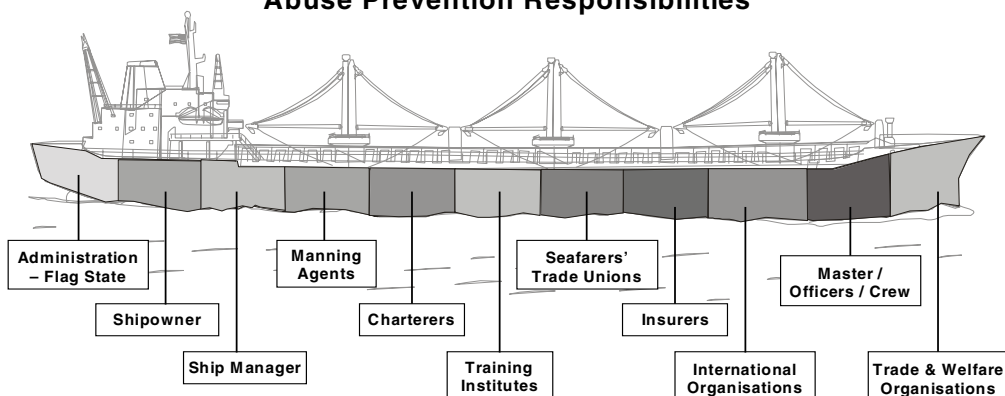 Abuse Prevention Responsibilities
Administration
– Flag State
Shipowner
Ship Manager
Manning
Agents
Charterers
Training
Institutes
Seafarers’
Trade Unions
Insurers
International
Organisations
Master /
Officers / Crew
Trade & Welfare
Organisations